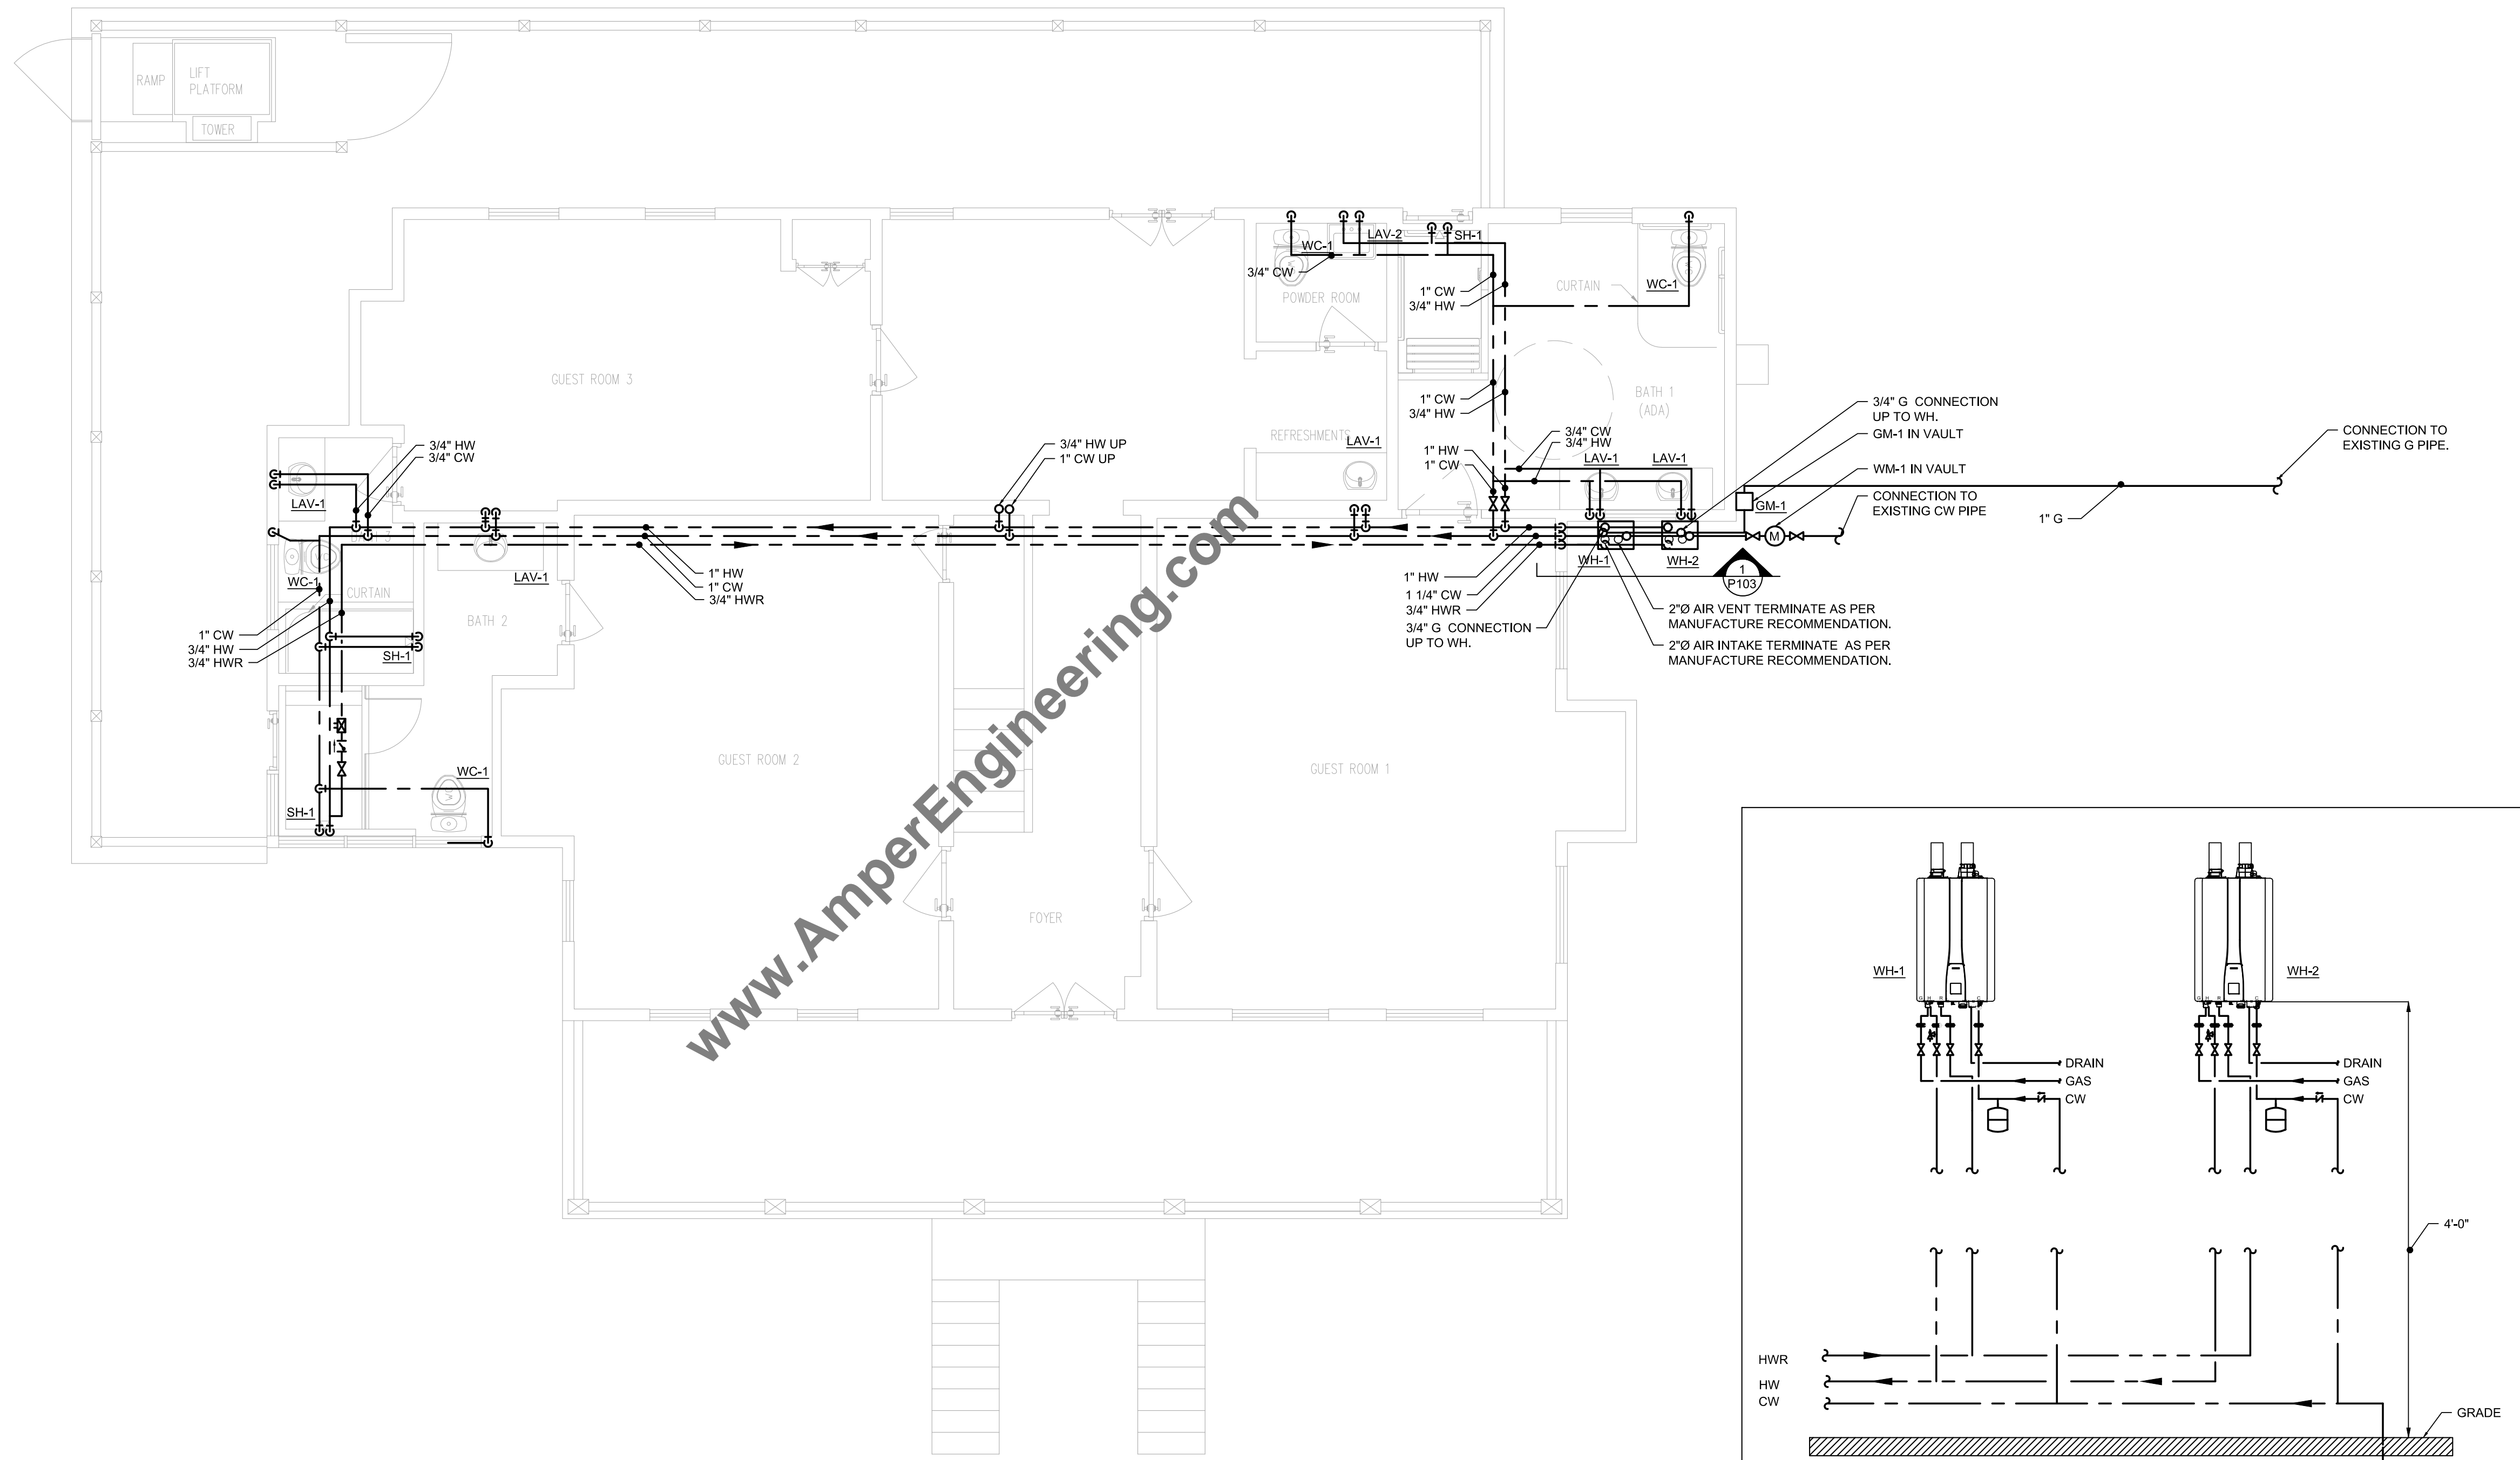 RAMP
LIFT
PLATFORM
TOWER
WC-1
LAV-2
SH-1
3/4" CW
POWDER ROOM
1" CW
3/4" HW
CURTAIN
WC-1
GUEST ROOM 3
1" CW
3/4" HW
BATH 1
(ADA)
3/4" G CONNECTION
UP TO WH.
GM-1 IN VAULT
CONNECTION TO
EXISTING G PIPE.
3/4" HW
3/4" CW
3/4" HW UP
1" CW UP
REFRESHMENTS
LAV-1
1" HW
1" CW
3/4" CW
3/4" HW
LAV-1
LAV-1
WM-1 IN VAULT
CONNECTION TO
EXISTING CW PIPE
GM-1
1" G
M
LAV-1
WC-1
CURTAIN
LAV-1
BATH 2
1" HW
1" CW
3/4" HWR
WH-1
WH-2
1
P103
1" HW
1 1/4" CW
3/4" HWR
3/4" G CONNECTION
UP TO WH.
2"Ø AIR VENT TERMINATE AS PER
MANUFACTURE RECOMMENDATION.
2"Ø AIR INTAKE TERMINATE AS PER
MANUFACTURE RECOMMENDATION.
1" CW
3/4" HW
3/4" HWR
SH-1
WC-1
SH-1
GUEST ROOM 2
GUEST ROOM 1
FOYER
www.AmperEngineering.com
WH-1
G H R C
DRAIN
GAS
CW
WH-2
G H R C
DRAIN
GAS
CW
4'-0"
HWR
HW
CW
GRADE